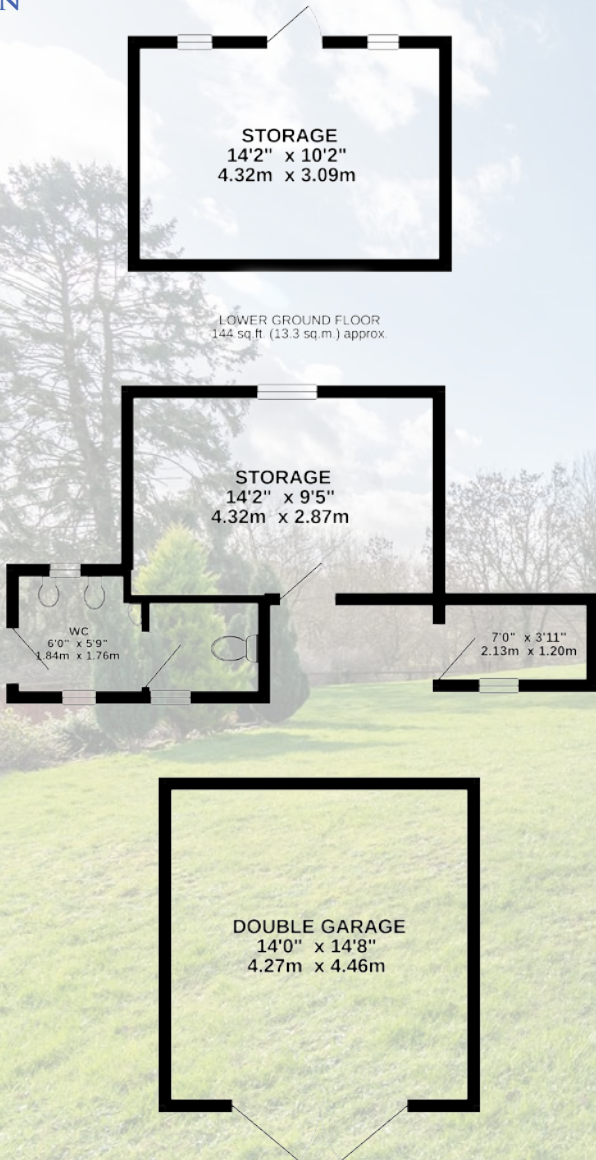 N
STORAGE
14'2" x 10'2"
4.32m x 3.09m
LOWER GROUND FLOOR
144 sq.ft. (13.3 sq.m.) approx.
STORAGE
14'2" x 9'5"
4.32m x 2.87m
WC
6'0" x 5'9"
1.84m x 1.76m
7'0" x 3'11"
2.13m x 1.20m
DOUBLE GARAGE
14'0" x 14'8"
4.27m x 4.46m